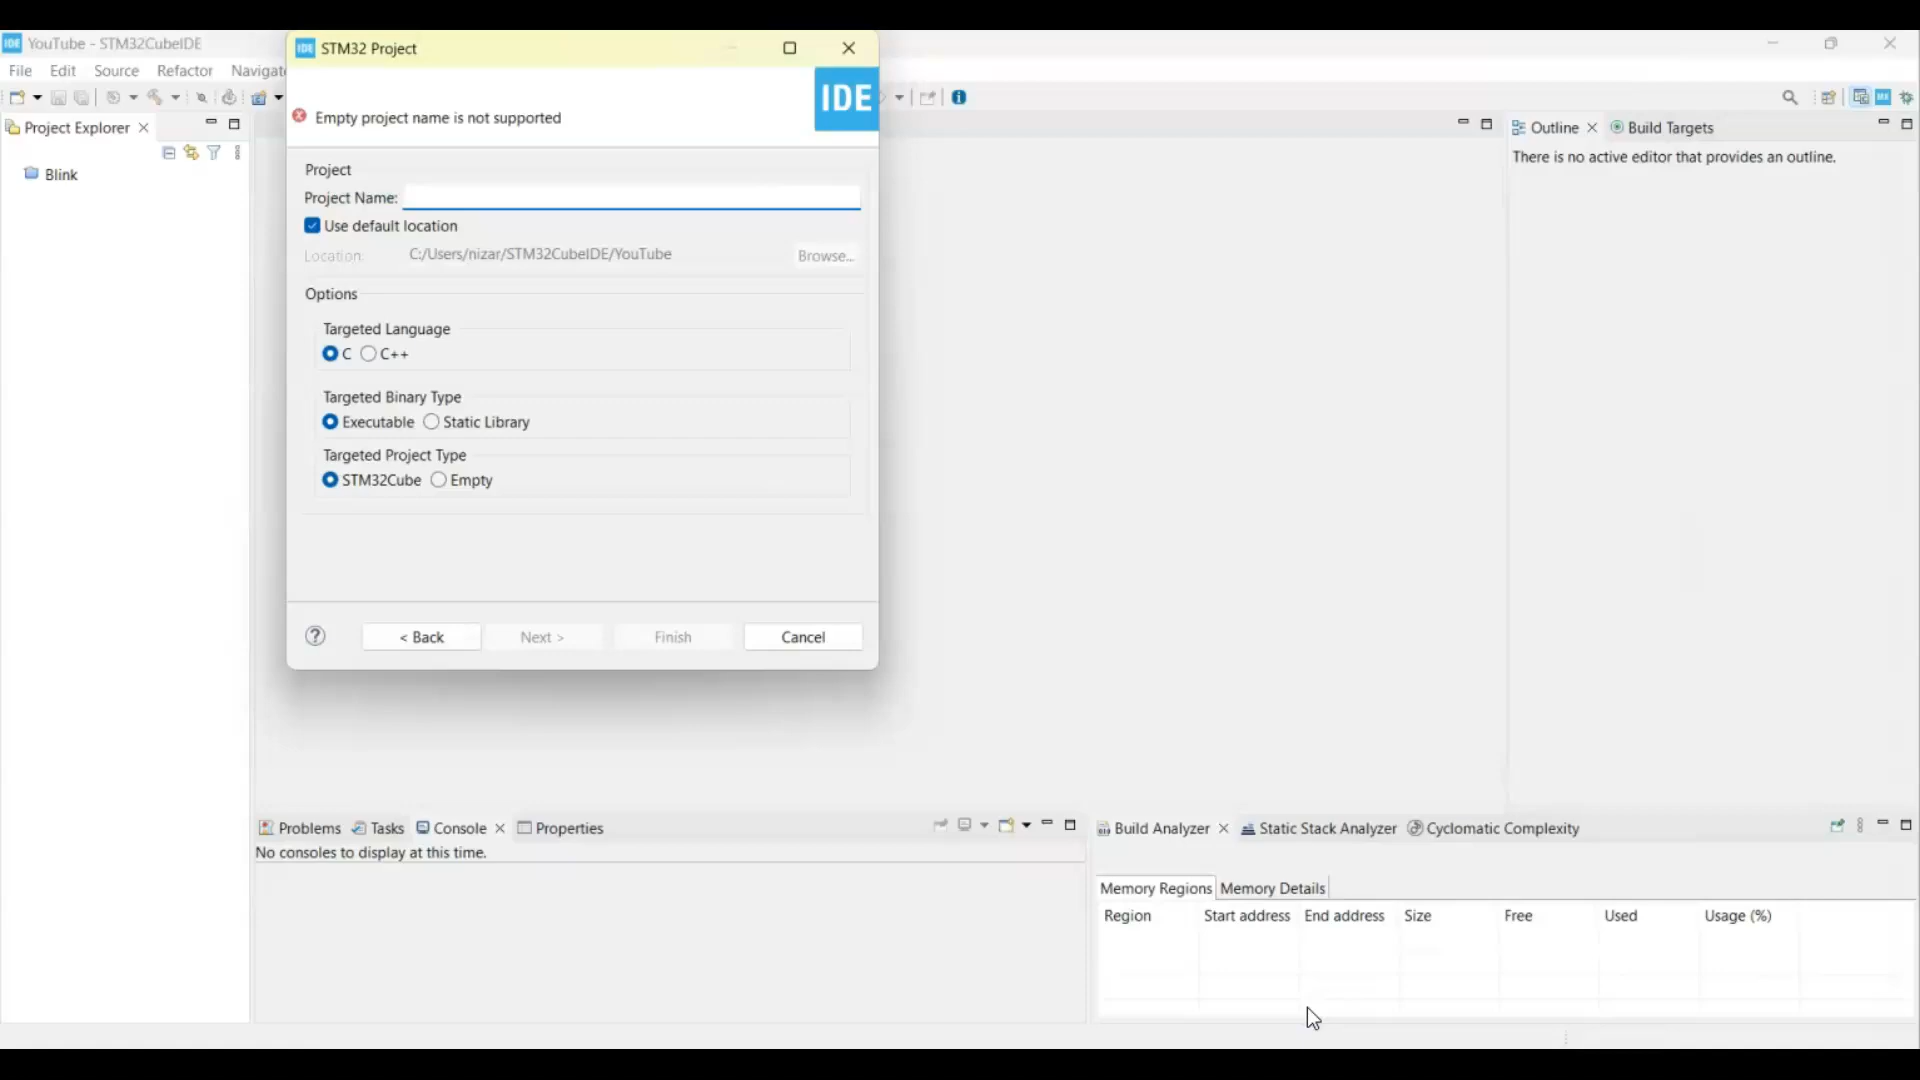 IDE YouTube - STM32CubeIDE
File Edit Source Refactor Navigate
Project Explorer
Blink
IDE STM32 Project
IDE
Empty project name is not supported
Project
Project Name:
Use default location
Location: C:/Users/nizar/STM32CubeIDE/YouTube Browse...
Options
Targeted Language
C C++
Targeted Binary Type
Executable Static Library
Targeted Project Type
STM32Cube Empty
? < Back Next > Finish Cancel
MX
Outline Build Targets
There is no active editor that provides an outline.
Problems Tasks Console Properties
No consoles to display at this time.
Build Analyzer Static Stack Analyzer Cyclomatic Complexity
Memory Regions Memory Details
Region Start address End address Size Free Used Usage (%)